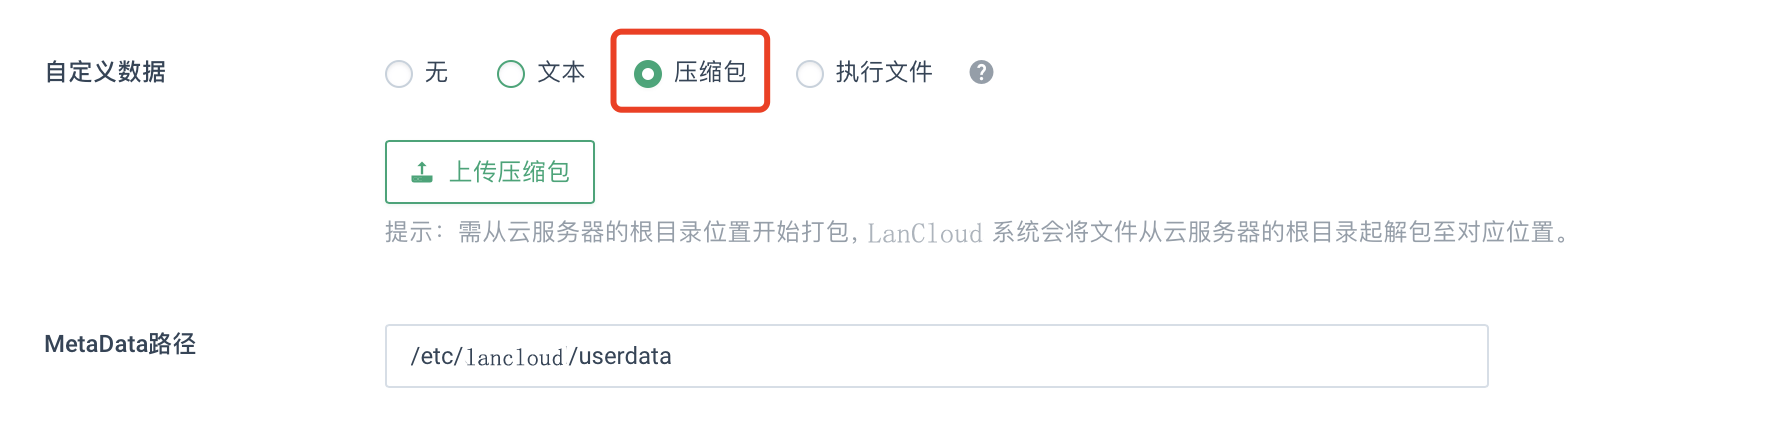 自定义数据 无 文本 压缩包 执行文件 ?
上传压缩包
提示：需从云服务器的根目录位置开始打包, LanCloud 系统会将文件从云服务器的根目录起解包至对应位置。
MetaData路径 /etc/lancloud/userdata